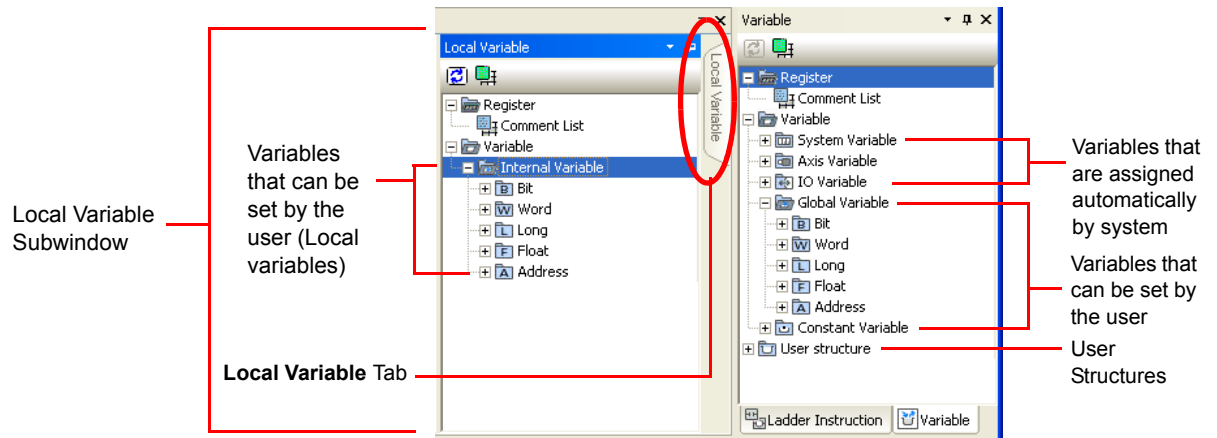 Local Variable
Subwindow
Variables
that can be
set by the
user (Local
variables)
Local Variable Tab
Local Variable
Register
Comment List
Variable
Internal Variable
B Bit
W Word
L Long
F Float
A Address
Local Variable
Variable
Register
Comment List
Variable
System Variable
Axis Variable
IO Variable
Global Variable
B Bit
W Word
L Long
F Float
A Address
Constant Variable
User structure
Ladder Instruction
Variable
Variables that
are assigned
automatically
by system
Variables that
can be set by
the user
User
Structures